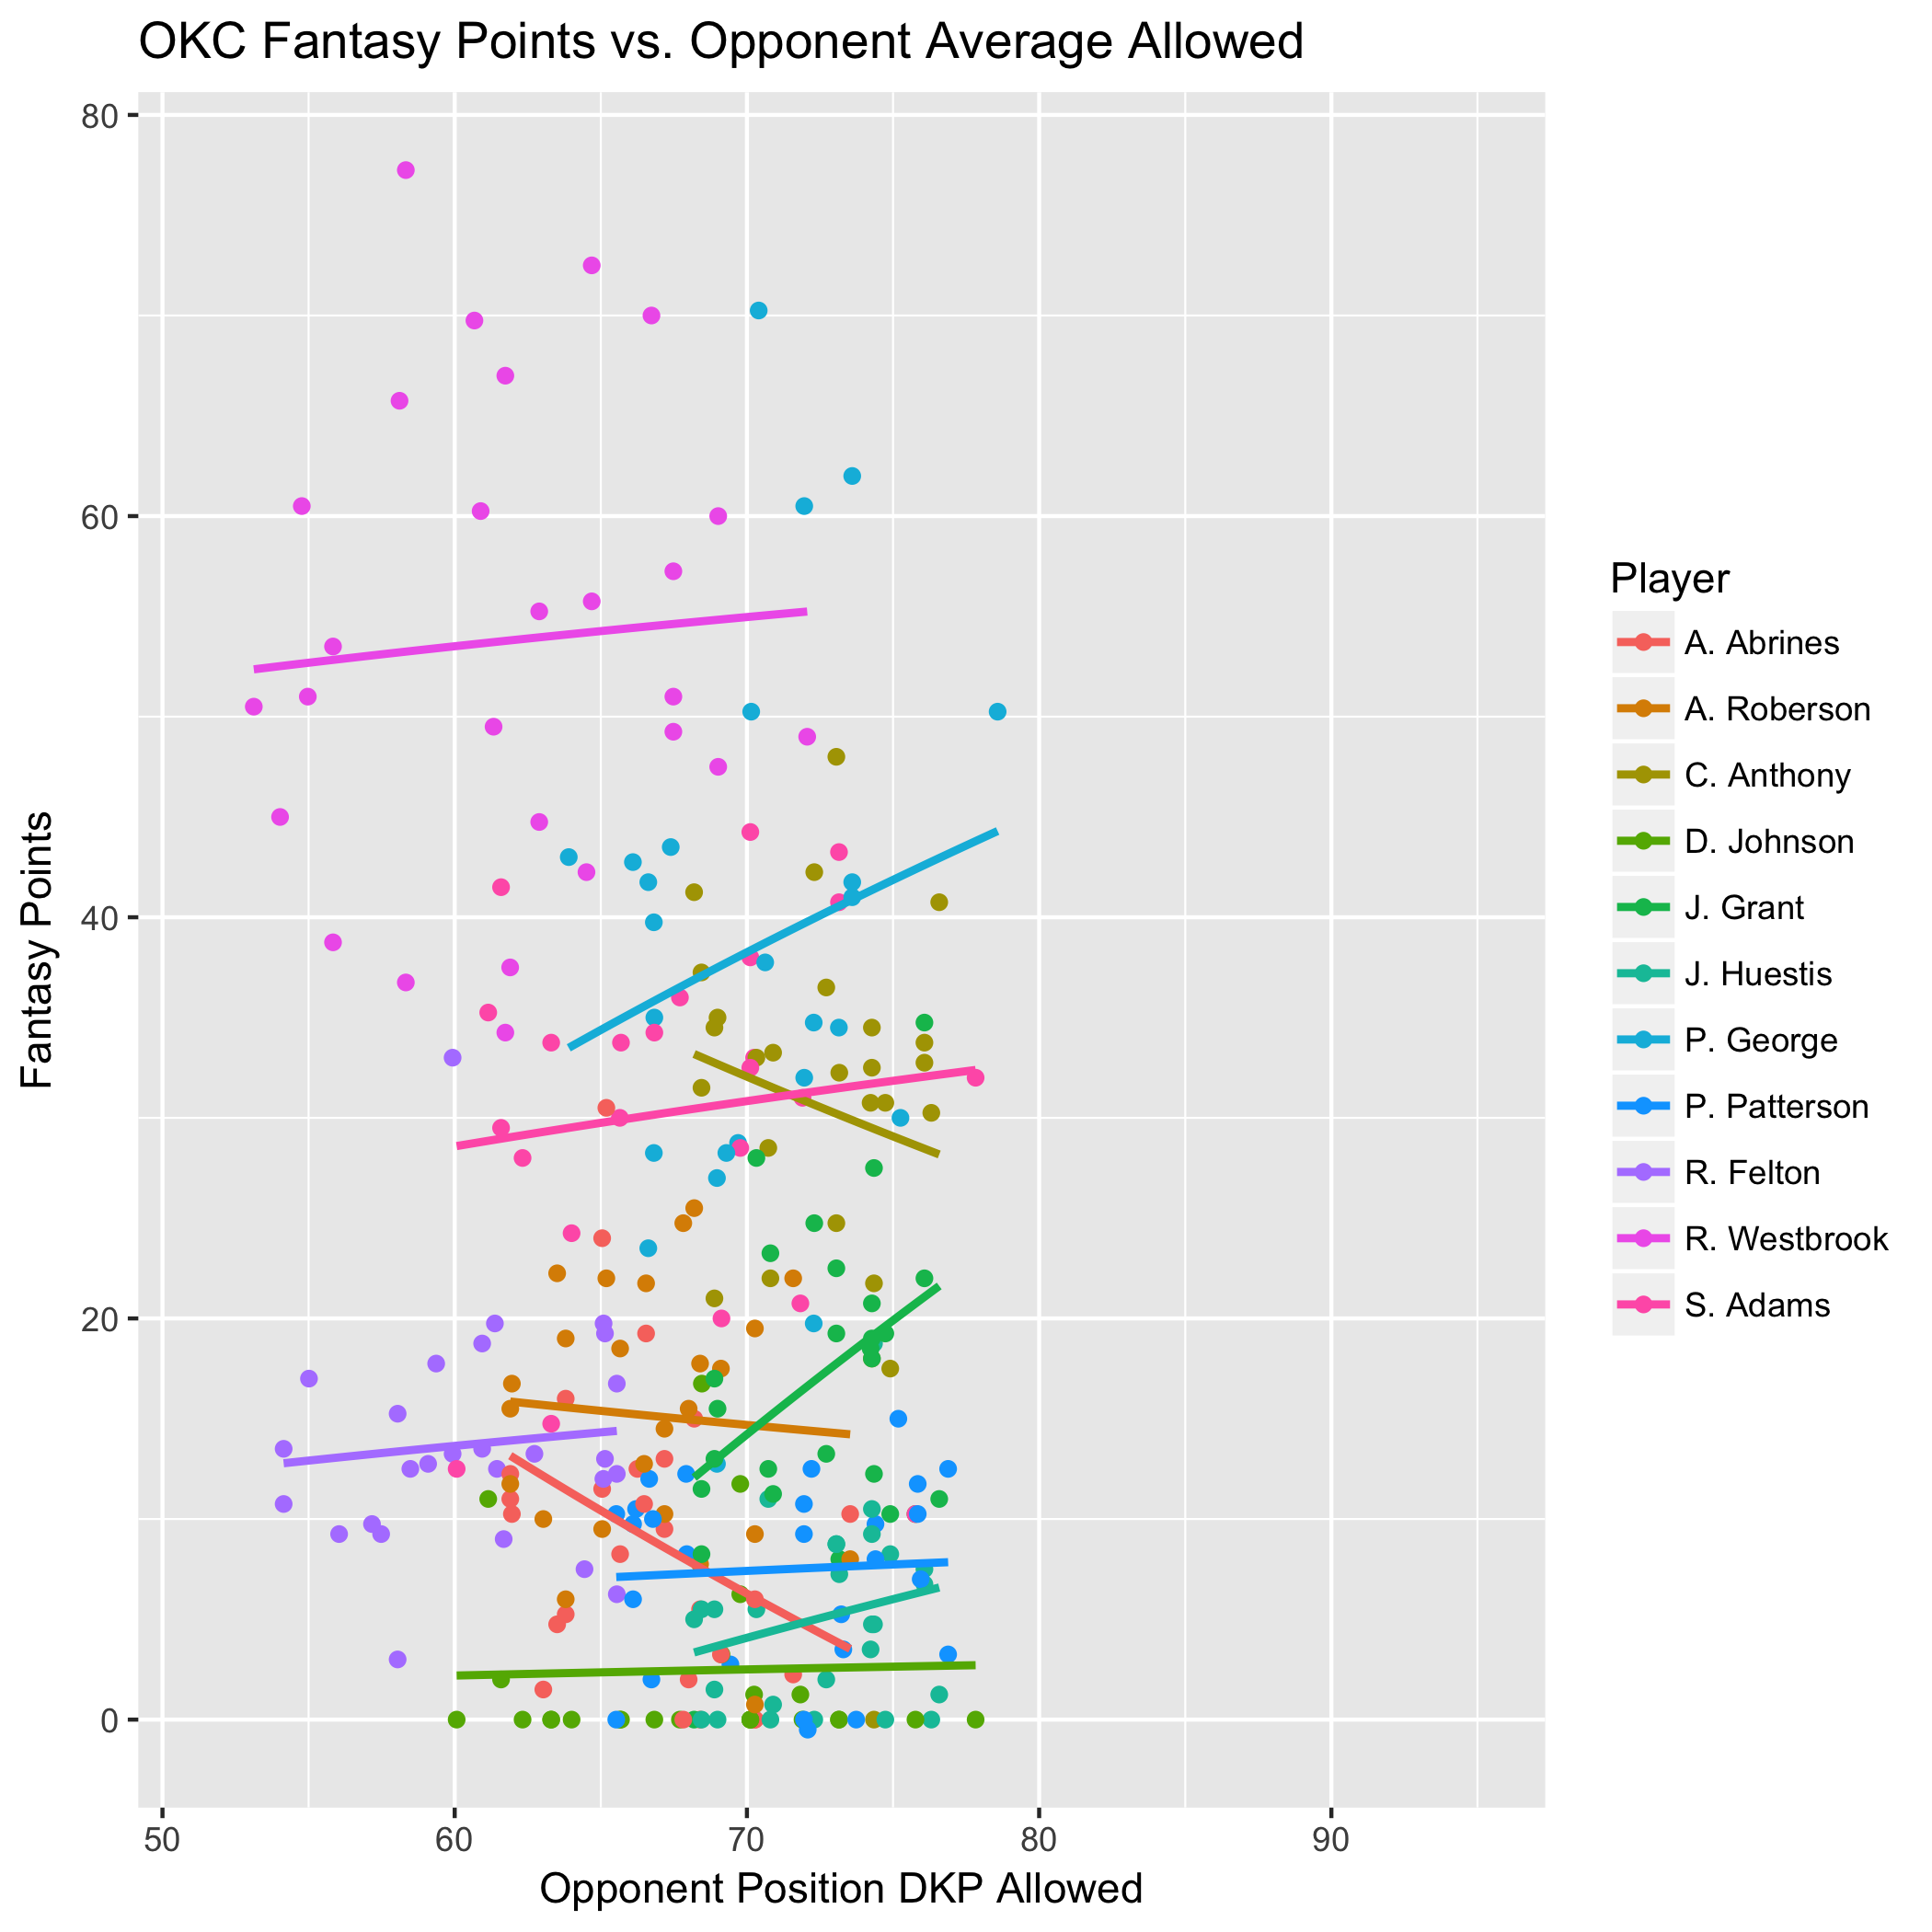 OKC Fantasy Points vs. Opponent Average Allowed
80
60
40
20
0
Fantasy Points
50
60
70
80
90
Opponent Position DKP Allowed
Player
A. Abrines
A. Roberson
C. Anthony
D. Johnson
J. Grant
J. Huestis
P. George
P. Patterson
R. Felton
R. Westbrook
S. Adams